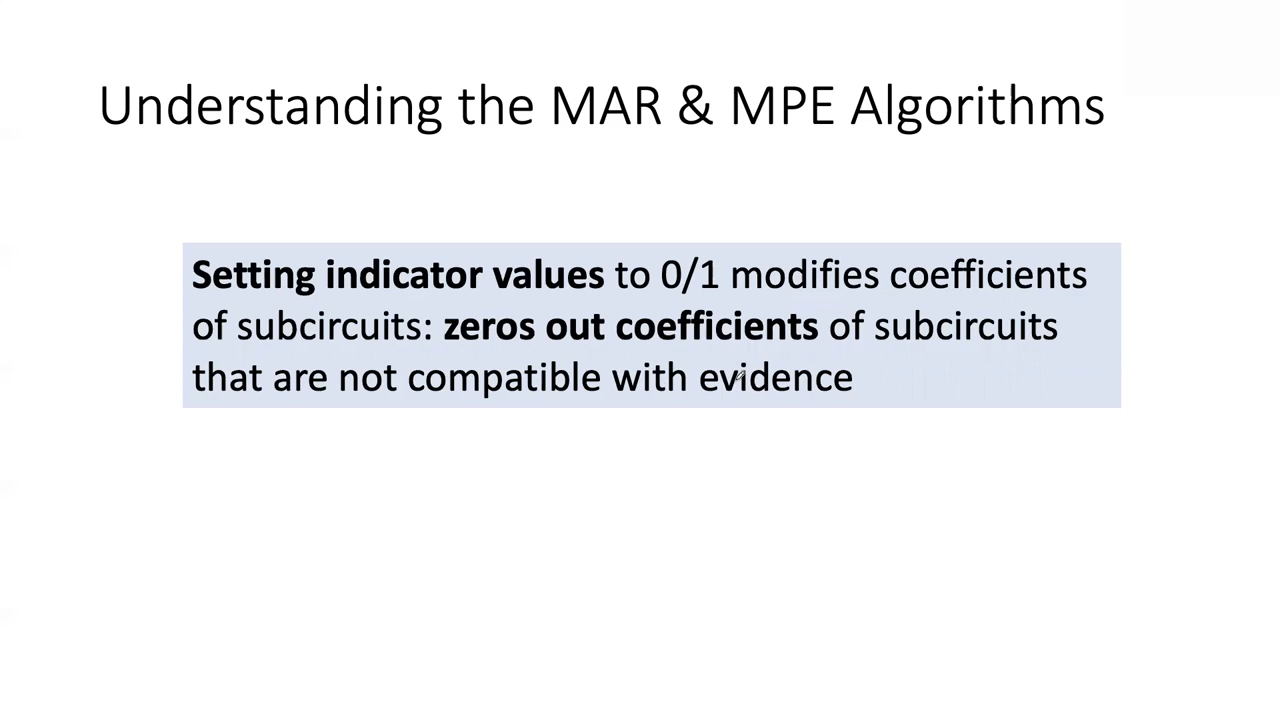 Understanding the MAR & MPE Algorithms
Setting indicator values to 0/1 modifies coefficients
of subcircuits: zeros out coefficients of subcircuits
that are not compatible with evidence